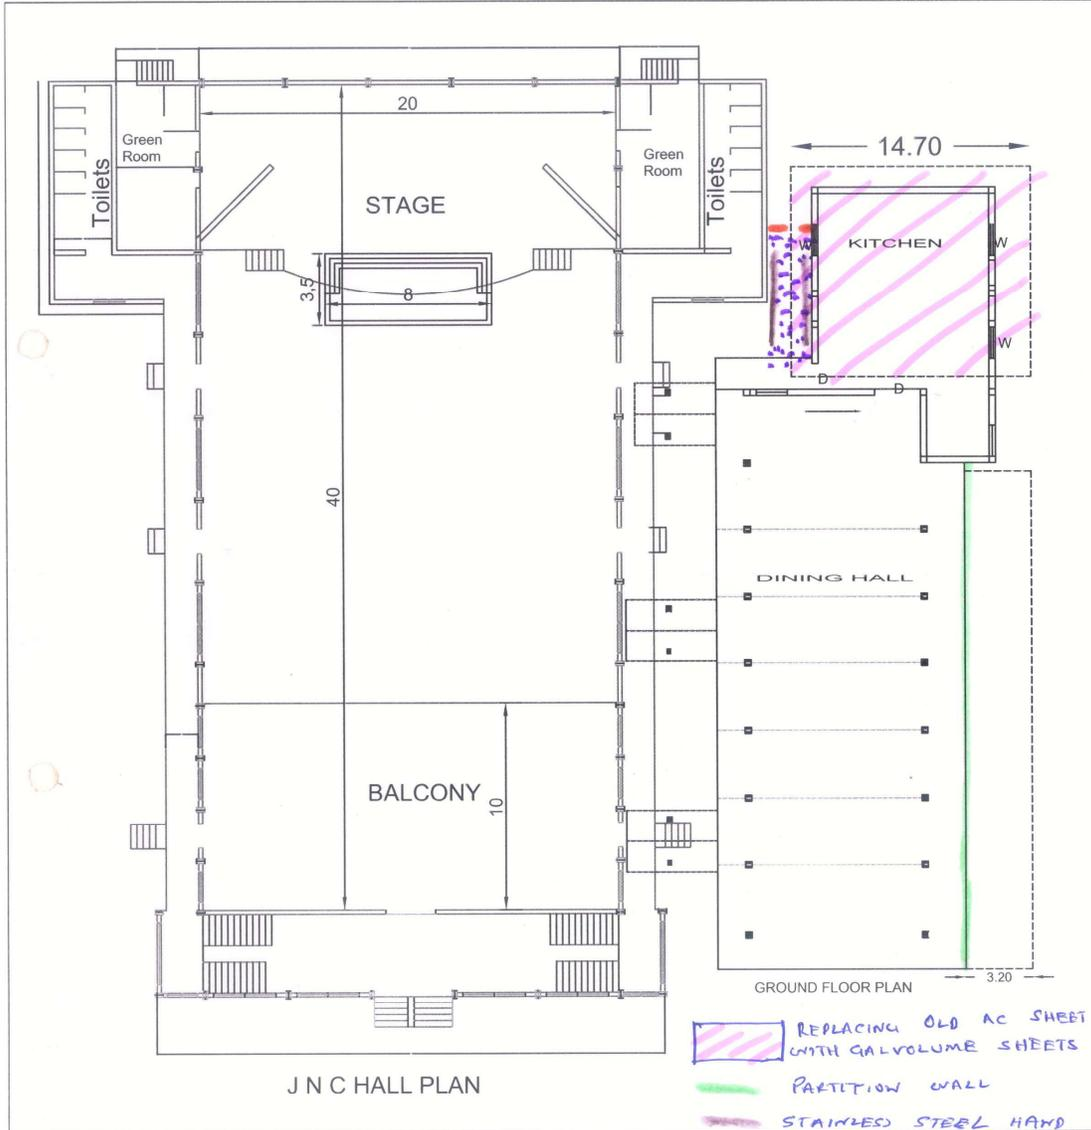 20
Green
Room
Toilets
STAGE
Green
Room
Toilets
14.70
KITCHEN
W
W
W
3,5
8
D
D
40
DINING HALL
BALCONY
10
3.20
GROUND FLOOR PLAN
J N C HALL PLAN
REPLACING OLD AC SHEET
WITH GALVOLUME SHEETS
PARTITION WALL
STAINLESS STEEL HAND